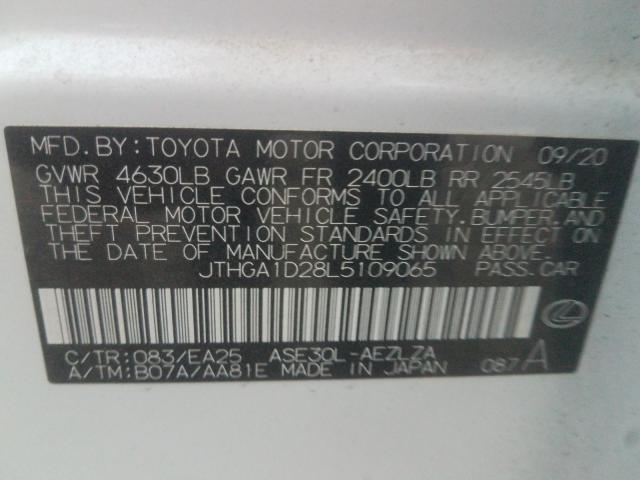 MFD.BY:TOYOTA MOTOR CORPORATION 09/20
GVWR 4630LB GAWR FR 2400LB RR 2545LB
THIS VEHICLE CONFORMS TO ALL APPLICABLE
FEDERAL MOTOR VEHICLE SAFETY.BUMPER.AND
THEFT PREVENTION STANDARDS IN EFFECT ON
THE DATE OF MANUFACTURE SHOWN ABOVE.
JTHGA1D28L5109065 PASS.CAR
C/TR:083/EA25 ASE30L-AEZLZA
A/TM:B07A/AA81E MADE IN JAPAN 087A